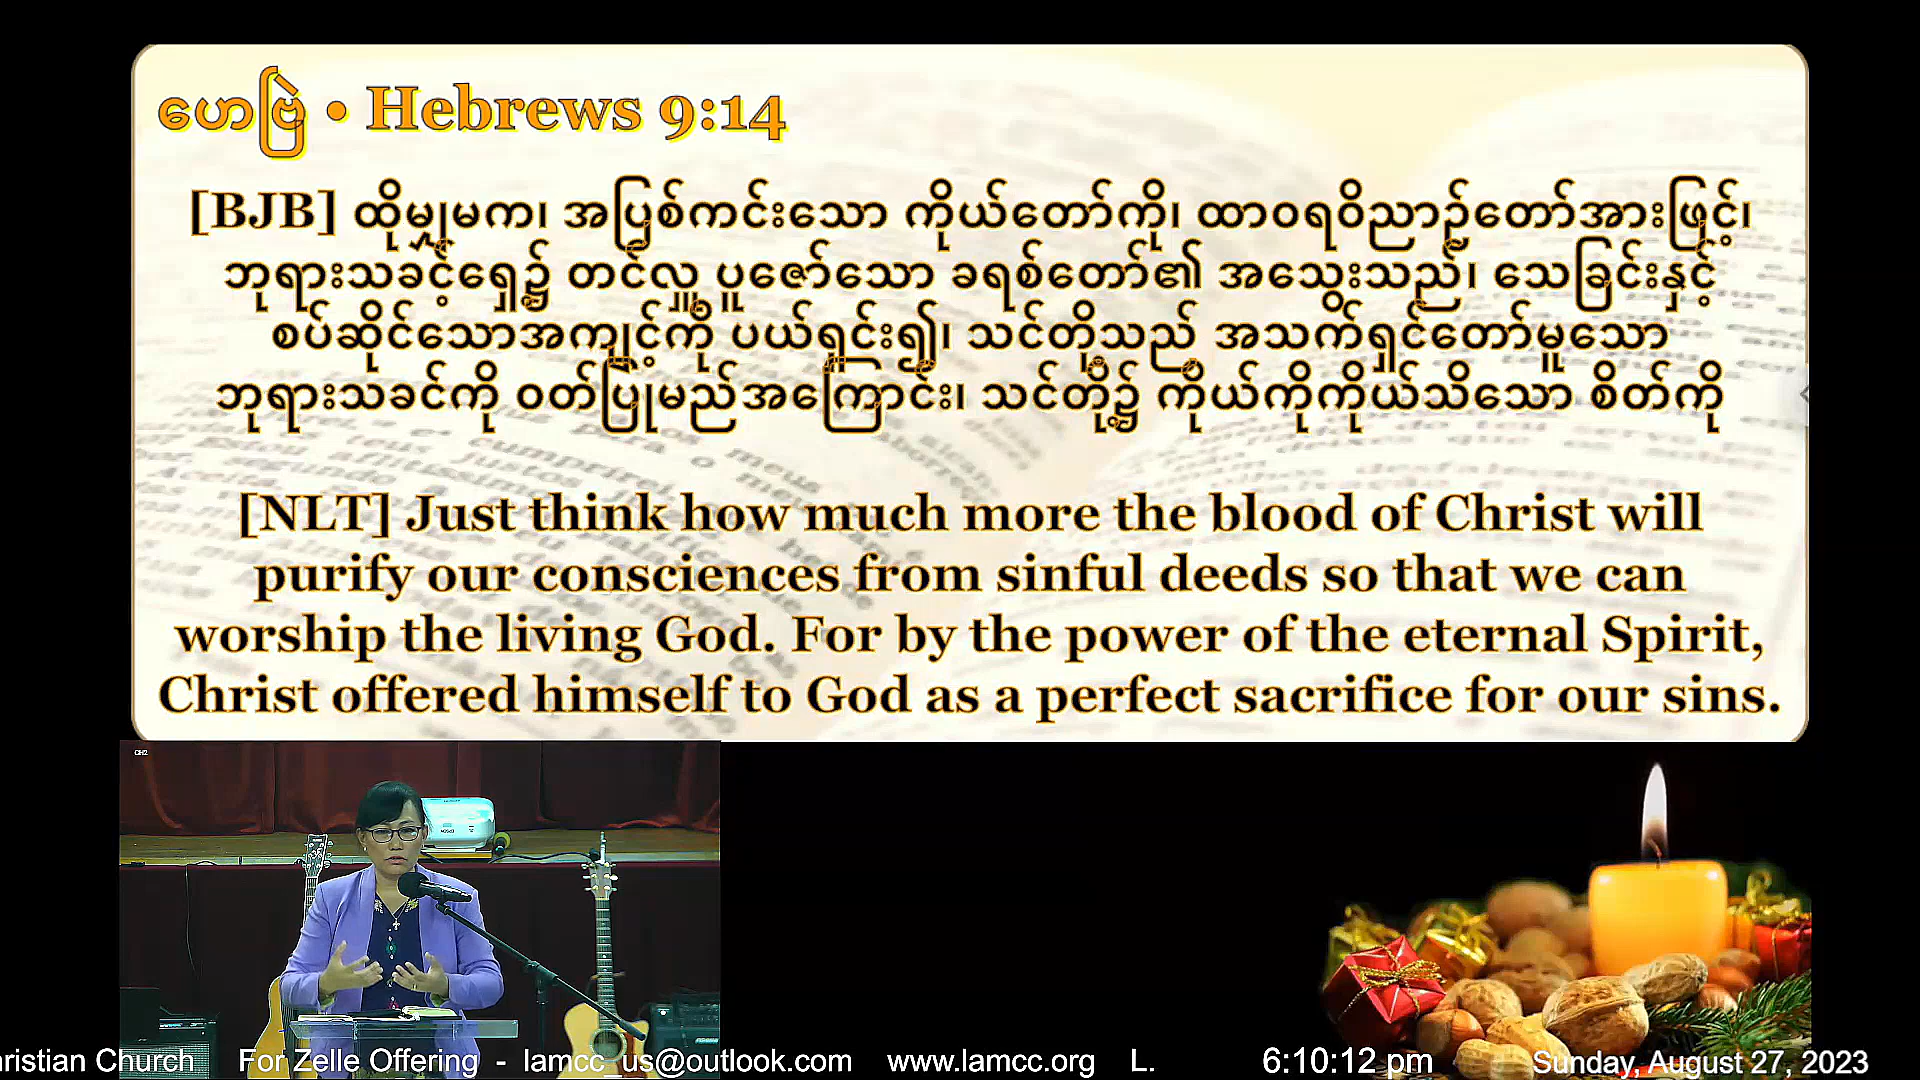 ဟေဗြဲ • Hebrews 9:14
[BJB] ထိုမျှမက၊ အပြစ်ကင်းသော ကိုယ်တော်ကို၊ ထာဝရဝိညာဉ်တော်အားဖြင့်၊
ဘုရားသခင့်ရှေ့၌ တင်လှူ ပူဇော်သော ခရစ်တော်၏ အသွေးသည်၊ သေခြင်းနှင့်
စပ်ဆိုင်သောအကျင့်ကို ပယ်ရှင်း၍၊ သင်တို့သည် အသက်ရှင်တော်မူသော
ဘုရားသခင်ကို ဝတ်ပြုမည်အကြောင်း၊ သင်တို့၌ ကိုယ်ကိုကိုယ်သိသော စိတ်ကို
[NLT] Just think how much more the blood of Christ will
purify our consciences from sinful deeds so that we can
worship the living God. For by the power of the eternal Spirit,
Christ offered himself to God as a perfect sacrifice for our sins.
CH2
EPSON
hristian Church For Zelle Offering - lamcc_us@outlook.com www.lamcc.org L. 6:10:12 pm Sunday, August 27, 2023